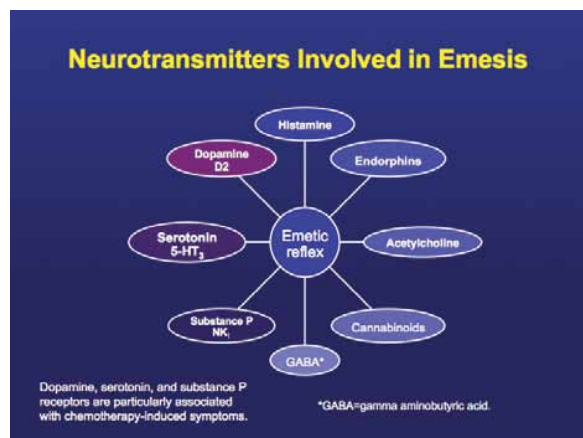 Neurotransmitters Involved in Emesis
Histamine
Dopamine
D2
Endorphins
Serotonin
5-HT3
Emetic
reflex
Acetylcholine
Substance P
NK1
Cannabinoids
GABA*
Dopamine, serotonin, and substance P
receptors are particularly associated
with chemotherapy-induced symptoms.
*GABA=gamma aminobutyric acid.